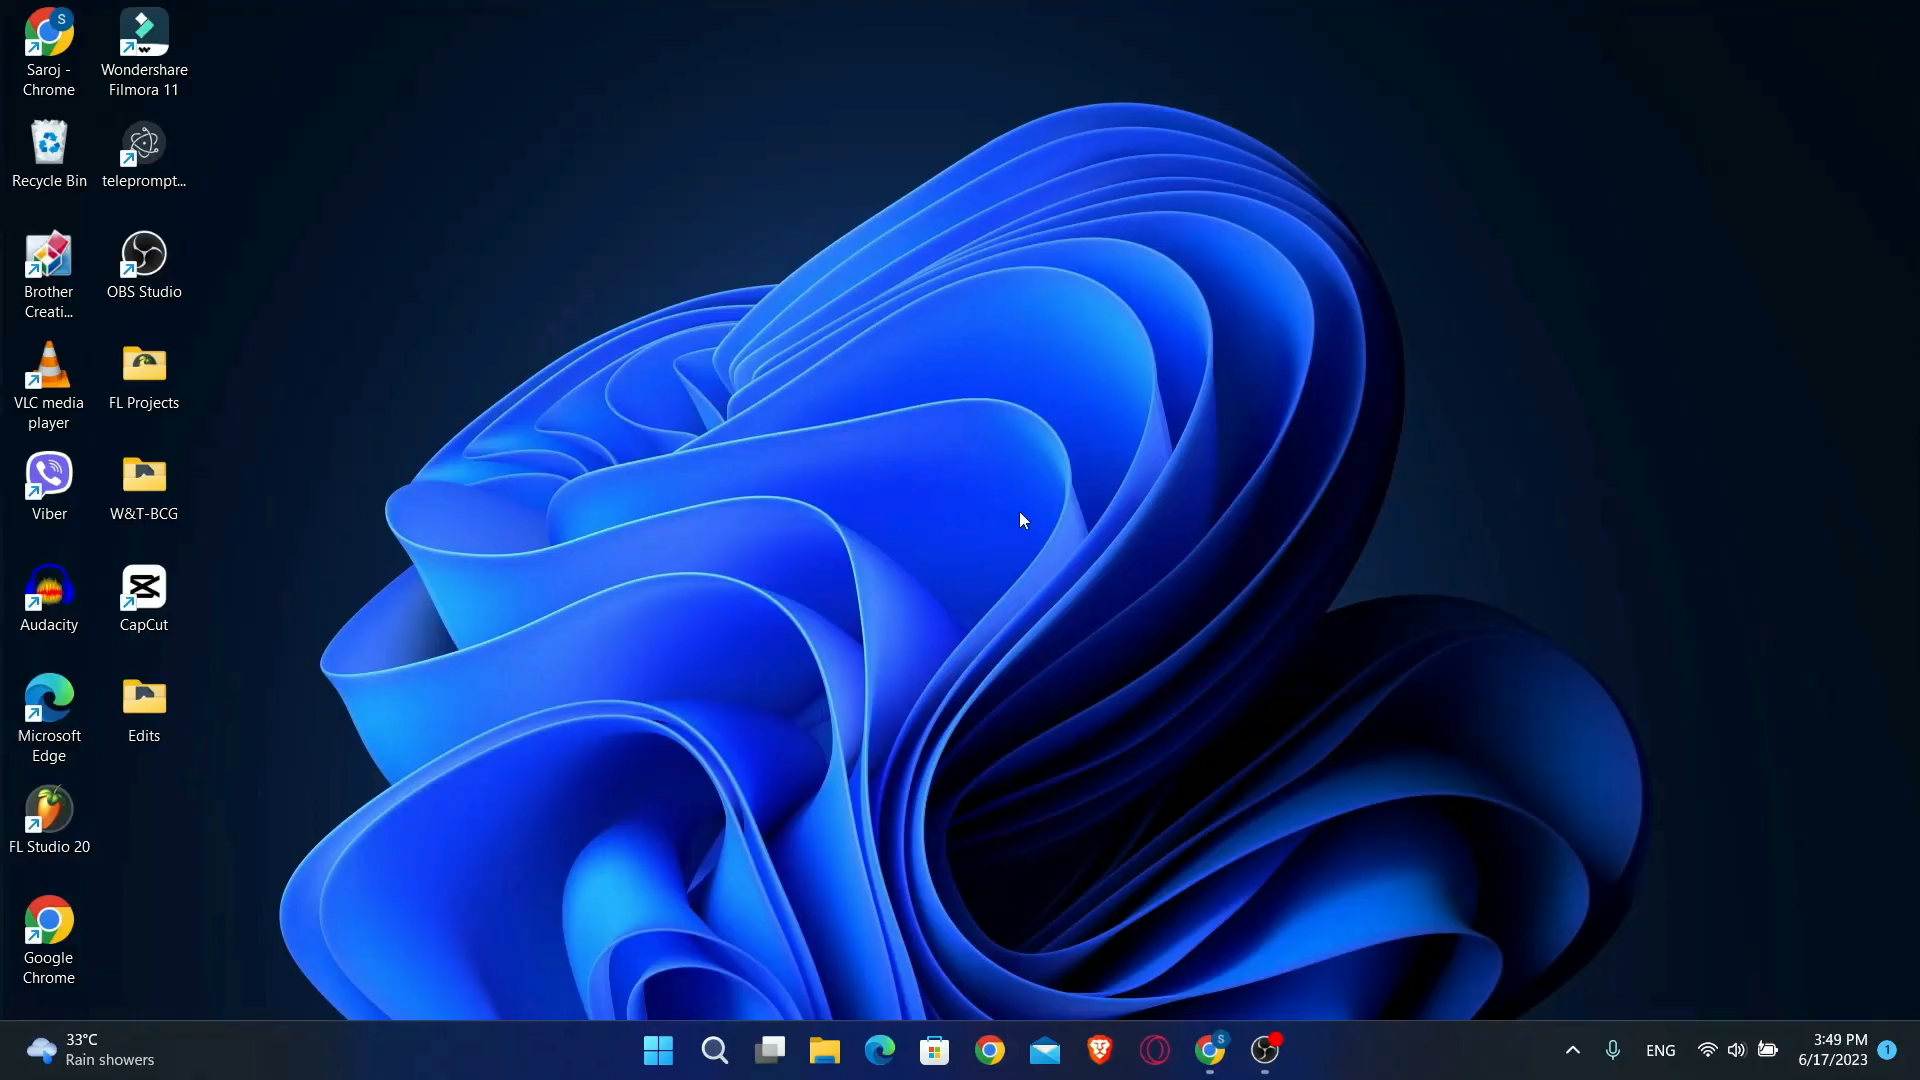 Saroj -
Chrome
Wondershare
Filmora 11
Recycle Bin
teleprompt...
Brother
Creati...
OBS Studio
VLC media
player
FL Projects
Viber
W&T-BCG
Audacity
CapCut
Microsoft
Edge
Edits
FL Studio 20
Google
Chrome
33°C
Rain showers
S
S
ENG
3:49 PM
6/17/2023
1